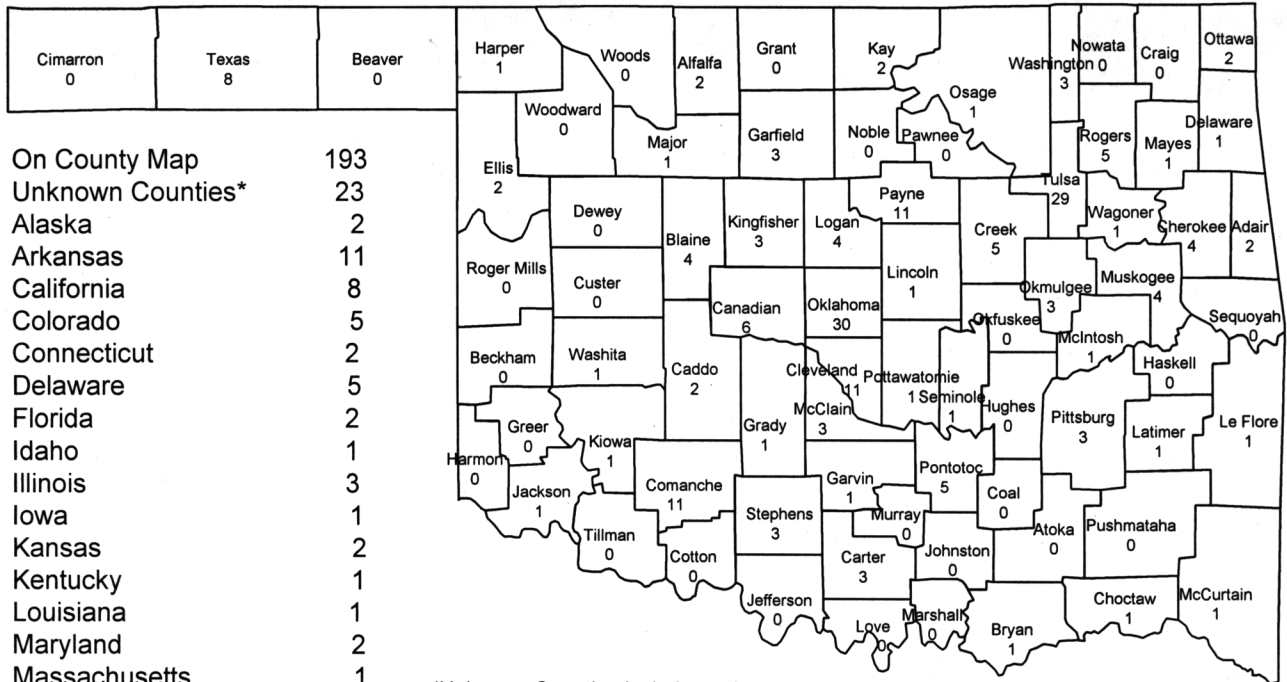 Cimarron
0
Texas
8
Beaver
0
Harper
1
Woods
0
Alfalfa
2
Grant
0
Kay
2
Osage
1
Washington
3
Nowata
0
Craig
0
Ottawa
2
Woodward
0
Major
1
Garfield
3
Noble
0
Pawnee
0
Rogers
5
Mayes
1
Delaware
1
Ellis
2
Dewey
0
Blaine
4
Kingfisher
3
Logan
4
Payne
11
Creek
5
Tulsa
29
Wagoner
1
Cherokee
4
Adair
2
Roger Mills
0
Custer
0
Canadian
6
Oklahoma
30
Lincoln
1
Okfuskee
0
Okmulgee
3
Muskogee
4
Sequoyah
0
Beckham
0
Washita
1
Caddo
2
Grady
1
Cleveland
11
McClain
3
Pottawatomie
1
Seminole
1
Hughes
0
McIntosh
1
Haskell
0
Pittsburg
3
Latimer
1
Le Flore
1
Harmon
0
Greer
0
Kiowa
1
Jackson
1
Comanche
11
Tillman
0
Cotton
0
Stephens
3
Jefferson
0
Garvin
1
Murray
0
Carter
3
Love
0
Pontotoc
5
Coal
0
Johnston
0
Marshall
0
Atoka
0
Pushmataha
0
Bryan
1
Choctaw
1
McCurtain
1
On County Map 193
Unknown Counties* 23
Alaska 2
Arkansas 11
California 8
Colorado 5
Connecticut 2
Delaware 5
Florida 2
Idaho 1
Illinois 3
Iowa 1
Kansas 2
Kentucky 1
Louisiana 1
Maryland 2
Massachusetts 1